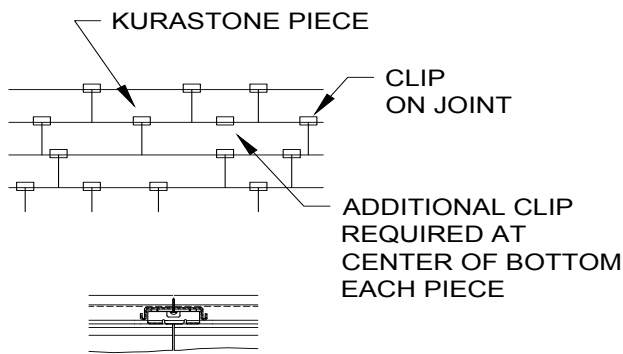 KURASTONE PIECE
CLIP
ON JOINT
ADDITIONAL CLIP
REQUIRED AT
CENTER OF BOTTOM
EACH PIECE